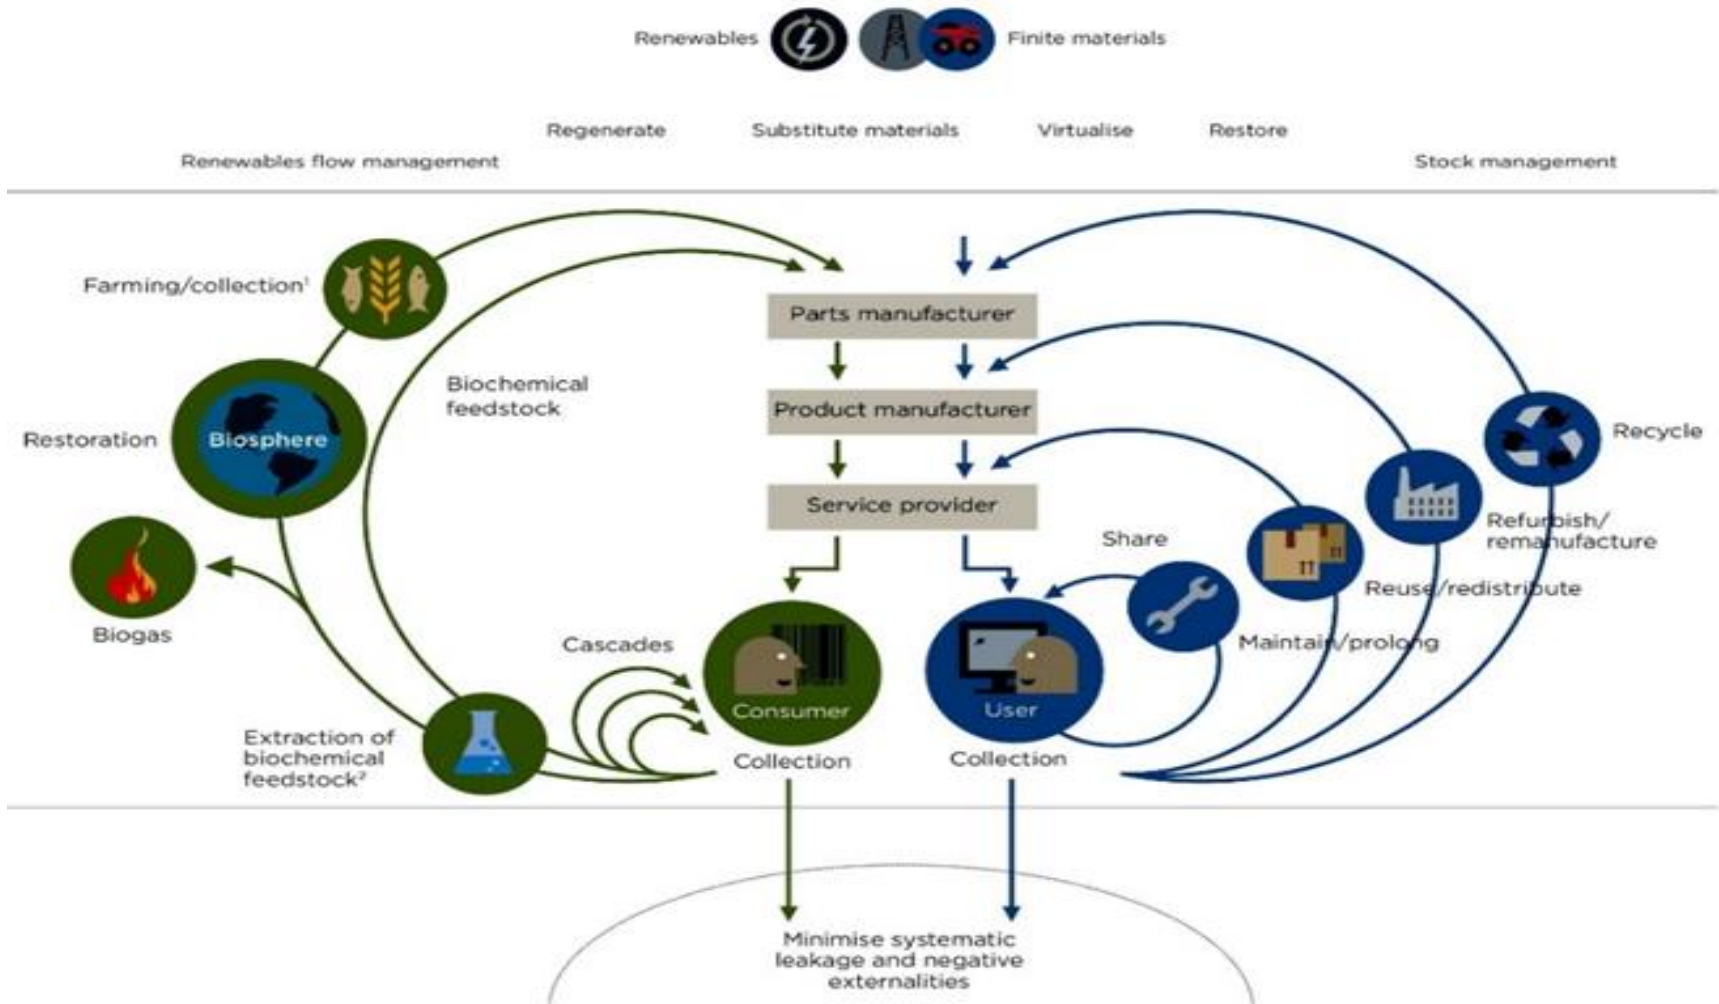 Renewables
Finite materials
Regenerate
Substitute materials
Virtualise
Restore
Renewables flow management
Stock management
Farming/collection¹
Parts manufacturer
Biochemical
feedstock
Product manufacturer
Restoration
Biosphere
Recycle
Service provider
Refurbish/
remanufacture
Share
Reuse/redistribute
Biogas
Cascades
Maintain/prolong
Consumer
User
Extraction of
biochemical
feedstock²
Collection
Collection
Minimise systematic
leakage and negative
externalities